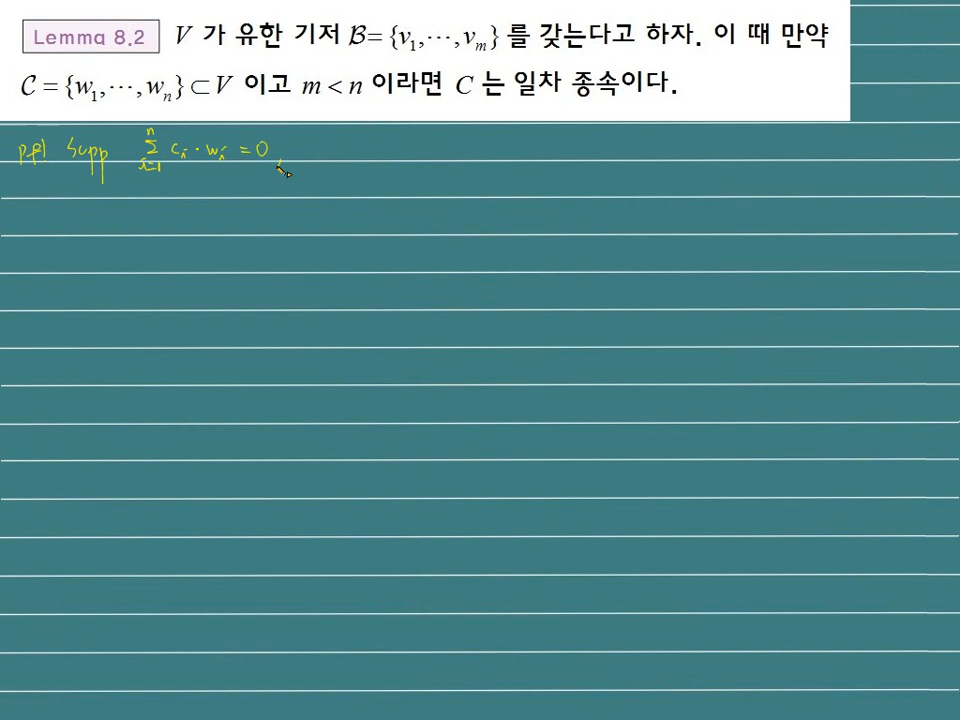 Lemma 8.2 V 가 유한 기저 B= {v₁,⋯,vₘ} 를 갖는다고 하자. 이 때 만약
C = {w₁,⋯,wₙ} ⊂ V 이고 m < n 이라면 C 는 일차 종속이다.
pf) Supp ∑ᵢ₌₁ⁿ cᵢ · wᵢ = 0